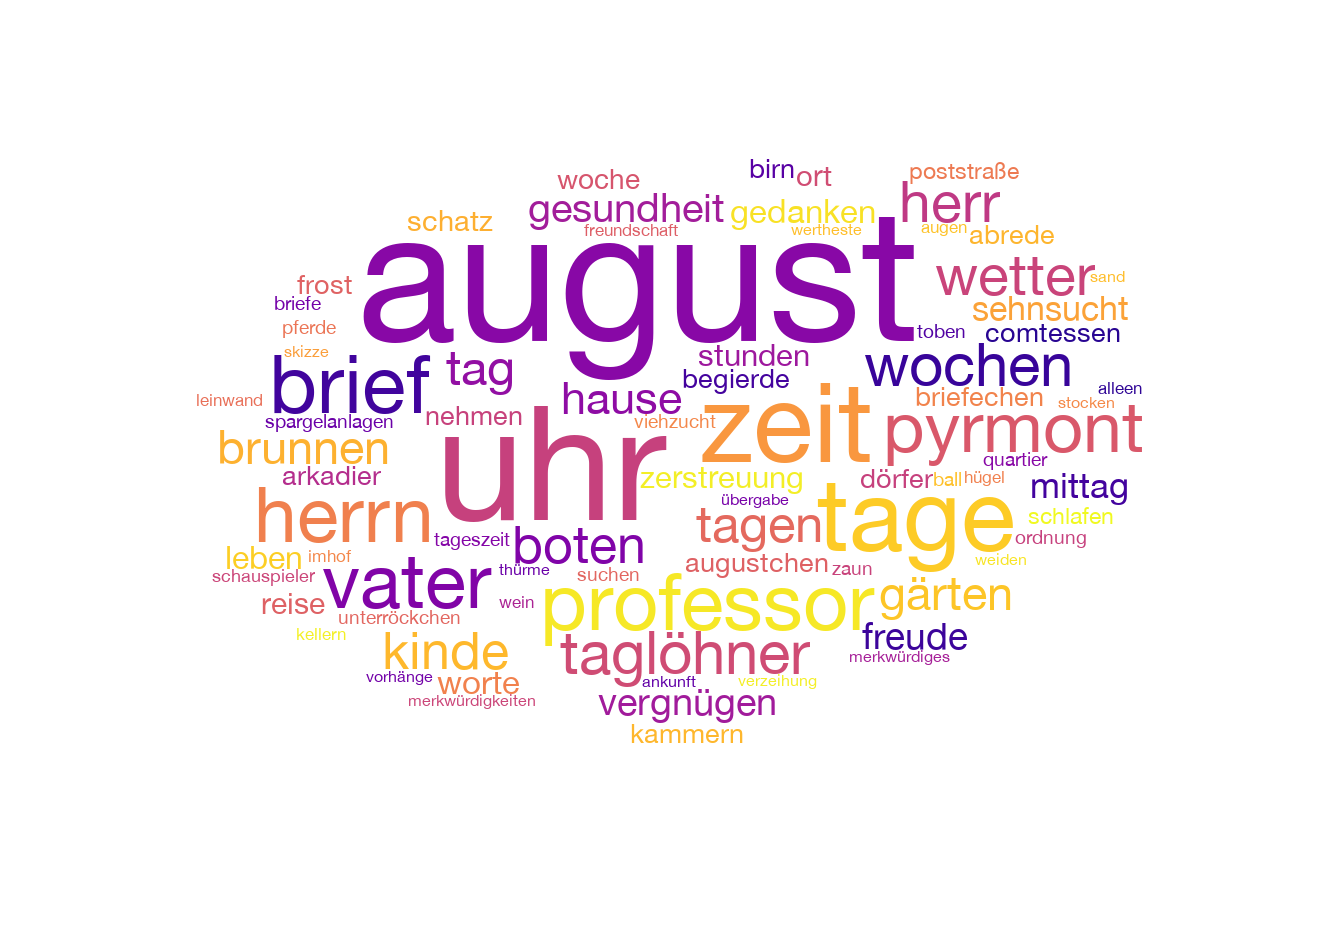 birn
ort
poststraße
woche
schatz
gesundheit
gedanken
herr
freundschaft
wertheste
augen
abrede
august
frost
wetter
sand
briefe
sehnsucht
pferde
toben
comtessen
skizze
brief
tag
stunden
wochen
begierde
alleen
leinwand
hause
zeit
briefechen
stocken
spargelanlagen
nehmen
viehzucht
pyrmont
brunnen
uhr
quartier
arkadier
zerstreuung
dörfer
ball
hügel
mittag
herrn
übergabe
tage
tageszeit
boten
tagen
schlafen
ordnung
leben
imhof
augustchen
zaun
weiden
schauspieler
vater
thürme
suchen
reise
wein
professor
gärten
unterröckchen
kellern
kinde
taglöhner
freude
merkwürdiges
vorhänge
worte
ankunft
verzeihung
merkwürdigkeiten
vergnügen
kammern